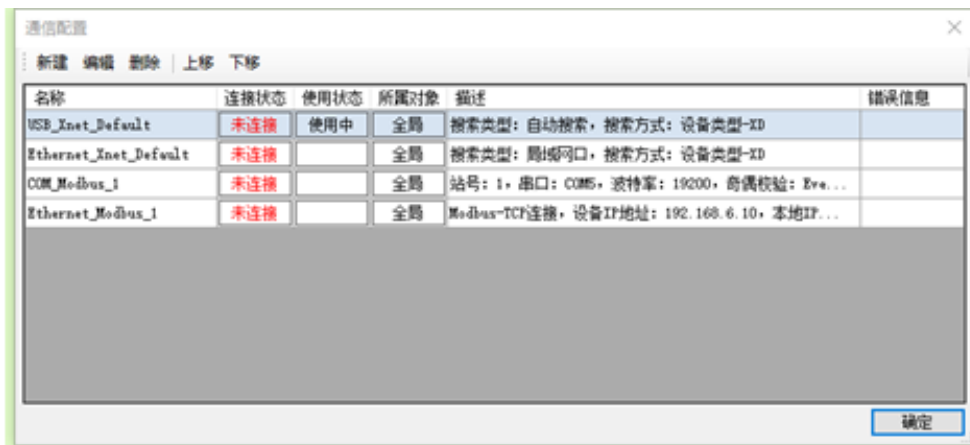 通信配置
新建 编辑 删除 上移 下移
名称 连接状态 使用状态 所属对象 描述 错误信息
USB_Xnet_Default 未连接 使用中 全局 搜索类型：自动搜索，搜索方式：设备类型-XD
Ethernet_Xnet_Default 未连接 全局 搜索类型：局域网口，搜索方式：设备类型-XD
COM_Modbus_1 未连接 全局 站号：1，串口：COM5，波特率：19200，奇偶校验：Eve...
Ethernet_Modbus_1 未连接 全局 Modbus-TCP连接，设备IP地址：192.168.6.10，本地IP...
确定